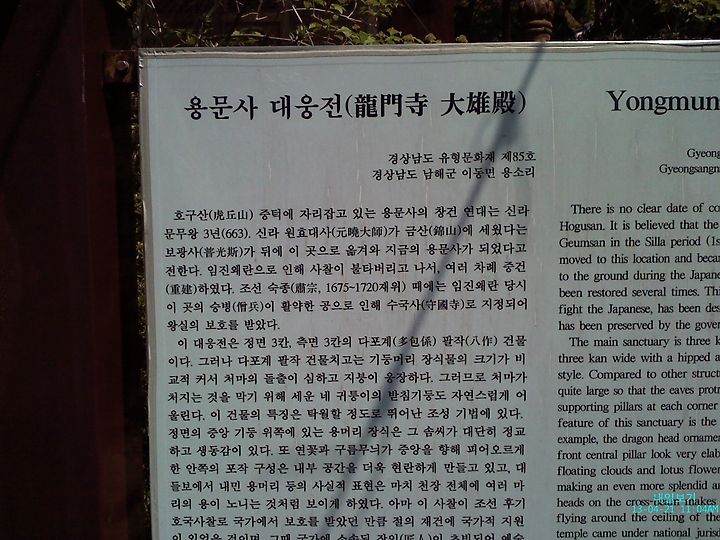 용문사 대웅전(龍門寺 大雄殿)
경상남도 유형문화재 제85호
경상남도 남해군 이동면 용소리
호구산(虎丘山) 중턱에 자리잡고 있는 용문사의 창건 연대는 신라
문무왕 3년(663). 신라 원효대사(元曉大師)가 금산(錦山)에 세웠다는
보광사(普光斯)가 뒤에 이 곳으로 옮겨와 지금의 용문사가 되었다고
전한다. 임진왜란으로 인해 사찰이 불타버리고 나서, 여러 차례 중건
(重建)하였다. 조선 숙종(肅宗, 1675~1720재위) 때에는 임진왜란 당시
이 곳의 승병(僧兵)이 활약한 공으로 인해 수국사(守國寺)로 지정되어
왕실의 보호를 받았다.
이 대웅전은 정면 3칸, 측면 3칸의 다포계(多包係) 팔작(八作) 건물
이다. 그러나 다포계 팔작 건물치고는 기둥머리 장식물의 크기가 비
교적 커서 처마의 돌출이 심하고 지붕이 웅장하다. 그러므로 처마가
처지는 것을 막기 위해 세운 네 귀퉁이의 받침기둥도 자연스럽게 어
울린다. 이 건물의 특징은 탁월할 정도로 뛰어난 조성 기법에 있다.
정면의 중앙 기둥 위쪽에 있는 용머리 장식은 그 솜씨가 대단히 정교
하고 생동감이 있다. 또 연꽃과 구름무늬가 중앙을 향해 피어오르게
한 안쪽의 포작 구성은 내부 공간을 더욱 현란하게 만들고 있고, 대
들보에서 내민 용머리 등의 사실적 표현은 마치 천장 전체에 여러 마
리의 용이 노니는 것처럼 보이게 하였다. 아마 이 사찰이 조선 후기
호국사찰로 국가에서 보호를 받았던 만큼 절의 재건에 국가적 지원
Yongmun
Gyeong
Gyeongsangn
There is no clear date of co
Hogusan. It is believed that the
Geumsan in the Silla period (1s
moved to this location and beca
to the ground during the Japane
been restored several times. Thi
fight the Japanese, has been des
has been preserved by the gover
The main sanctuary is three k
three kan wide with a hipped a
style. Compared to other struct
quite large so that the eaves prot
supporting pillars at each corner
feature of this sanctuary is the
example, the dragon head orname
front central pillar look very elab
floating clouds and lotus flower
making an even more splendid an
heads on the cross-beam makes
flying around the ceiling of the
temple came under national jurisd
내일보기
13-04-21 11:04AM